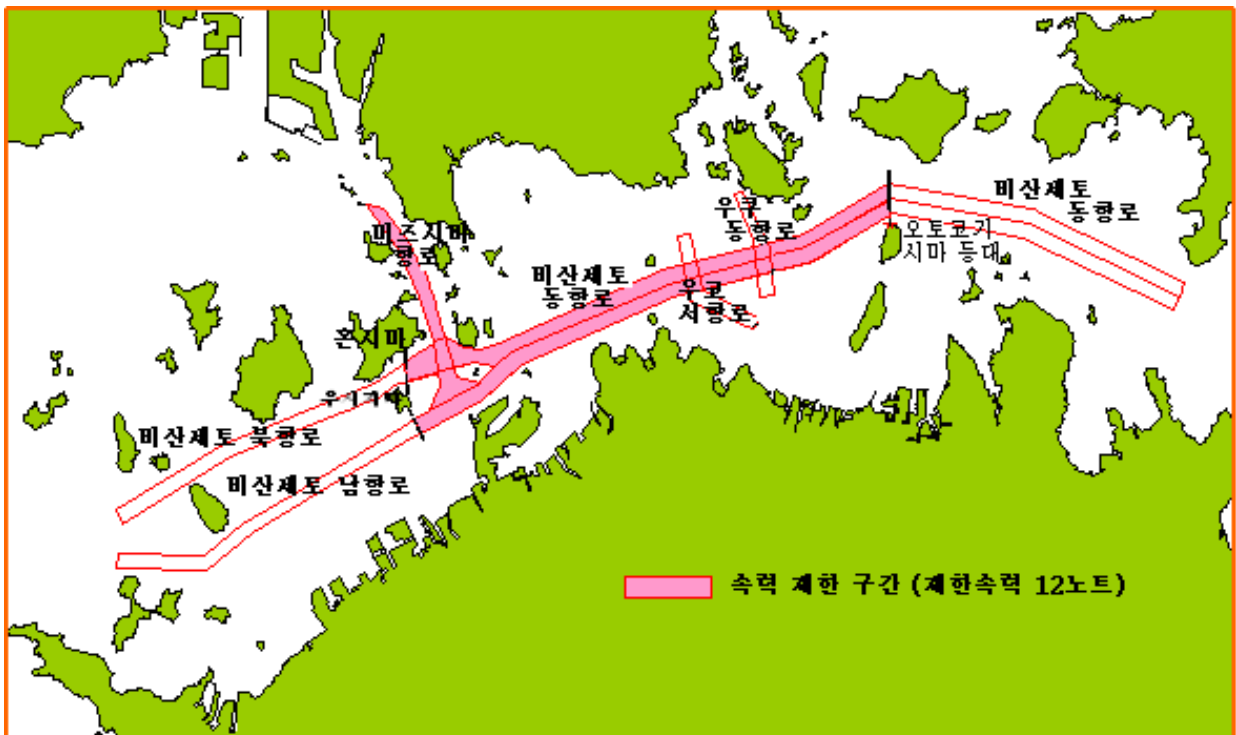 비산제토
동항로
우쿠
동항로
미즈시마
항로
오토코기
시마 등대
비산제토
동항로
우코
서항로
혼지마
비산제토 북항로
비산제토 남항로
속력 제한 구간 (제한속력 12노트)